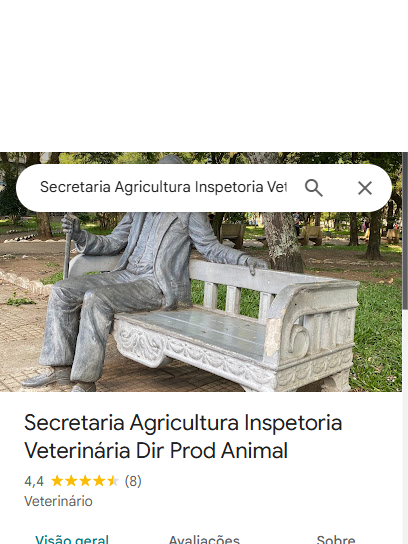 Secretaria Agricultura Inspetoria Vet
Secretaria Agricultura Inspetoria
Veterinária Dir Prod Animal
4,4 (8)
Veterinário
Visão geral Avaliações Sobre